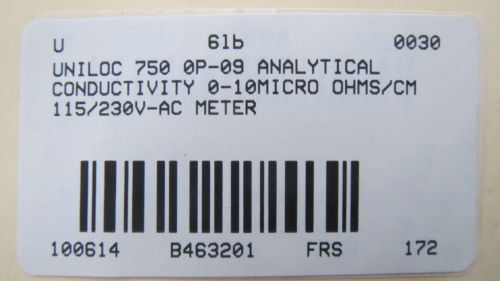 U 6lb 0030
UNILOC 750 0P-09 ANALYTICAL
CONDUCTIVITY 0-10MICRO OHMS/CM
115/230V-AC METER
100614 B463201 FRS 172